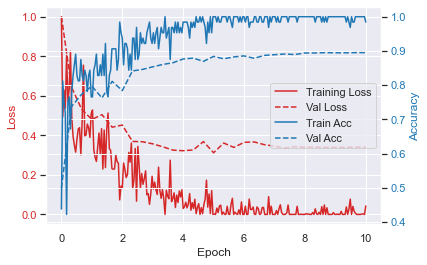 1.0
0.8
0.6
0.4
0.2
0.0
Loss
1.0
0.9
0.8
0.7
0.6
0.5
0.4
Accuracy
Training Loss
Val Loss
Train Acc
Val Acc
0 2 4 6 8 10
Epoch